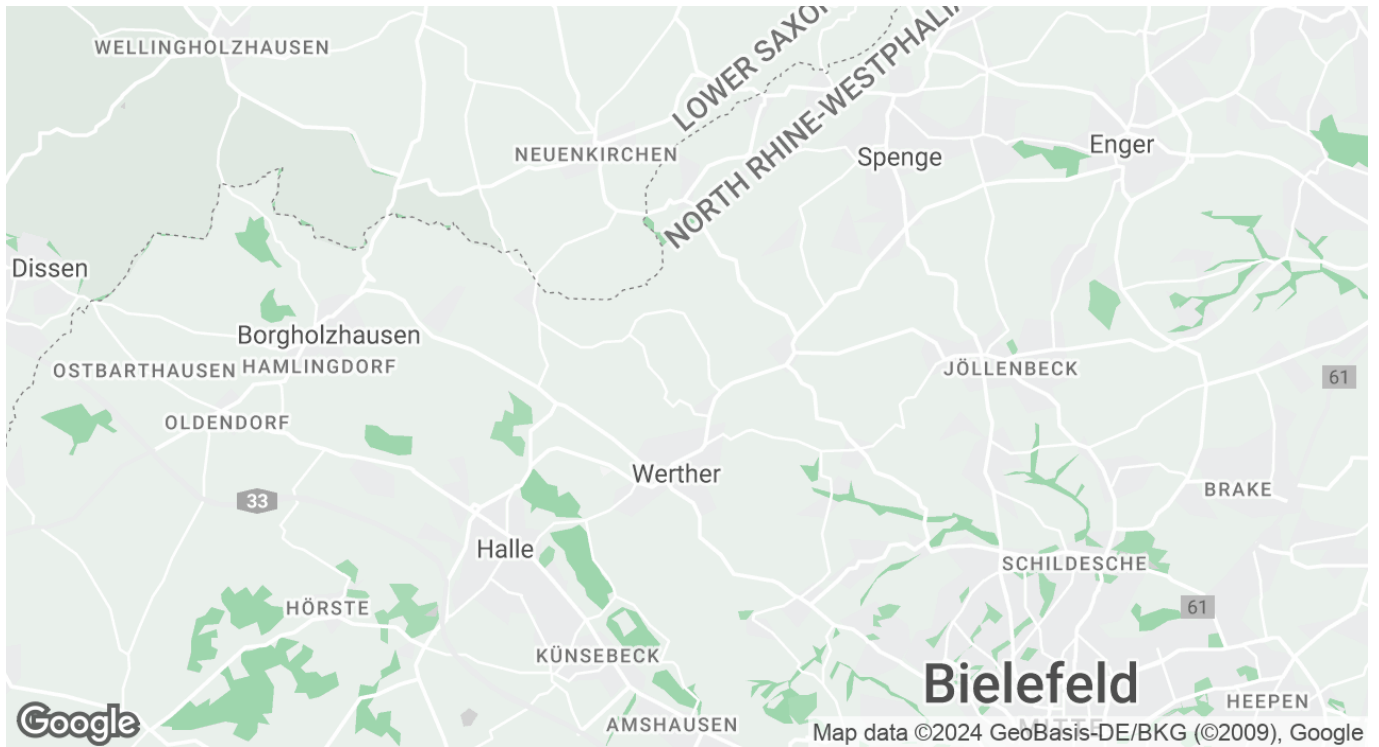 WELLINGHOLZHAUSEN
LOWER SAXO
NORTH RHINE-WESTPHALIA
NEUENKIRCHEN
Spenge
Enger
Dissen
Borgholzhausen
OSTBARTHAUSEN
HAMLINGDORF
JÖLLENBECK
61
OLDENDORF
Werther
BRAKE
33
Halle
SCHILDESCHE
HÖRSTE
61
KÜNSEBECK
Bielefeld
HEEPEN
AMSHAUSEN
MITTE
Google
Map data ©2024 GeoBasis-DE/BKG (©2009), Google